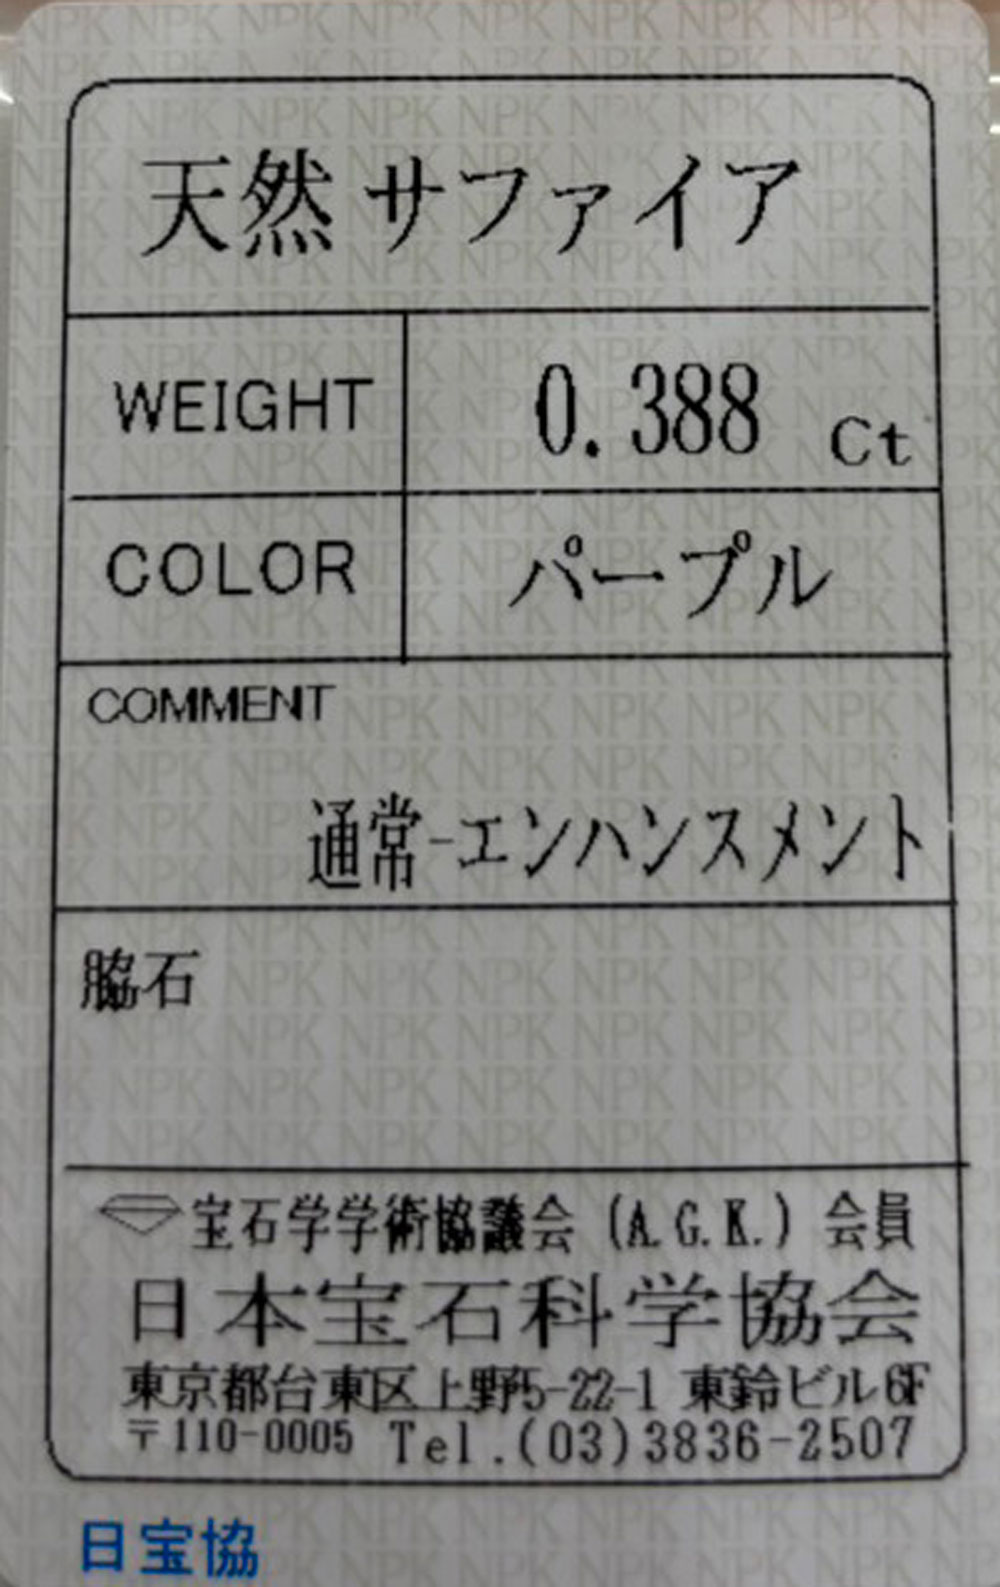 天然 サファイア
WEIGHT 0.388 Ct
COLOR パープル
COMMENT
通常-エンハンスメント
脇石
宝石学学術協議会 (A.G.K.) 会員
日本宝石科学協会
東京都台東区上野5-22-1 東鈴ビル6F
〒110-0005 Tel.(03)3836-2507
日宝協